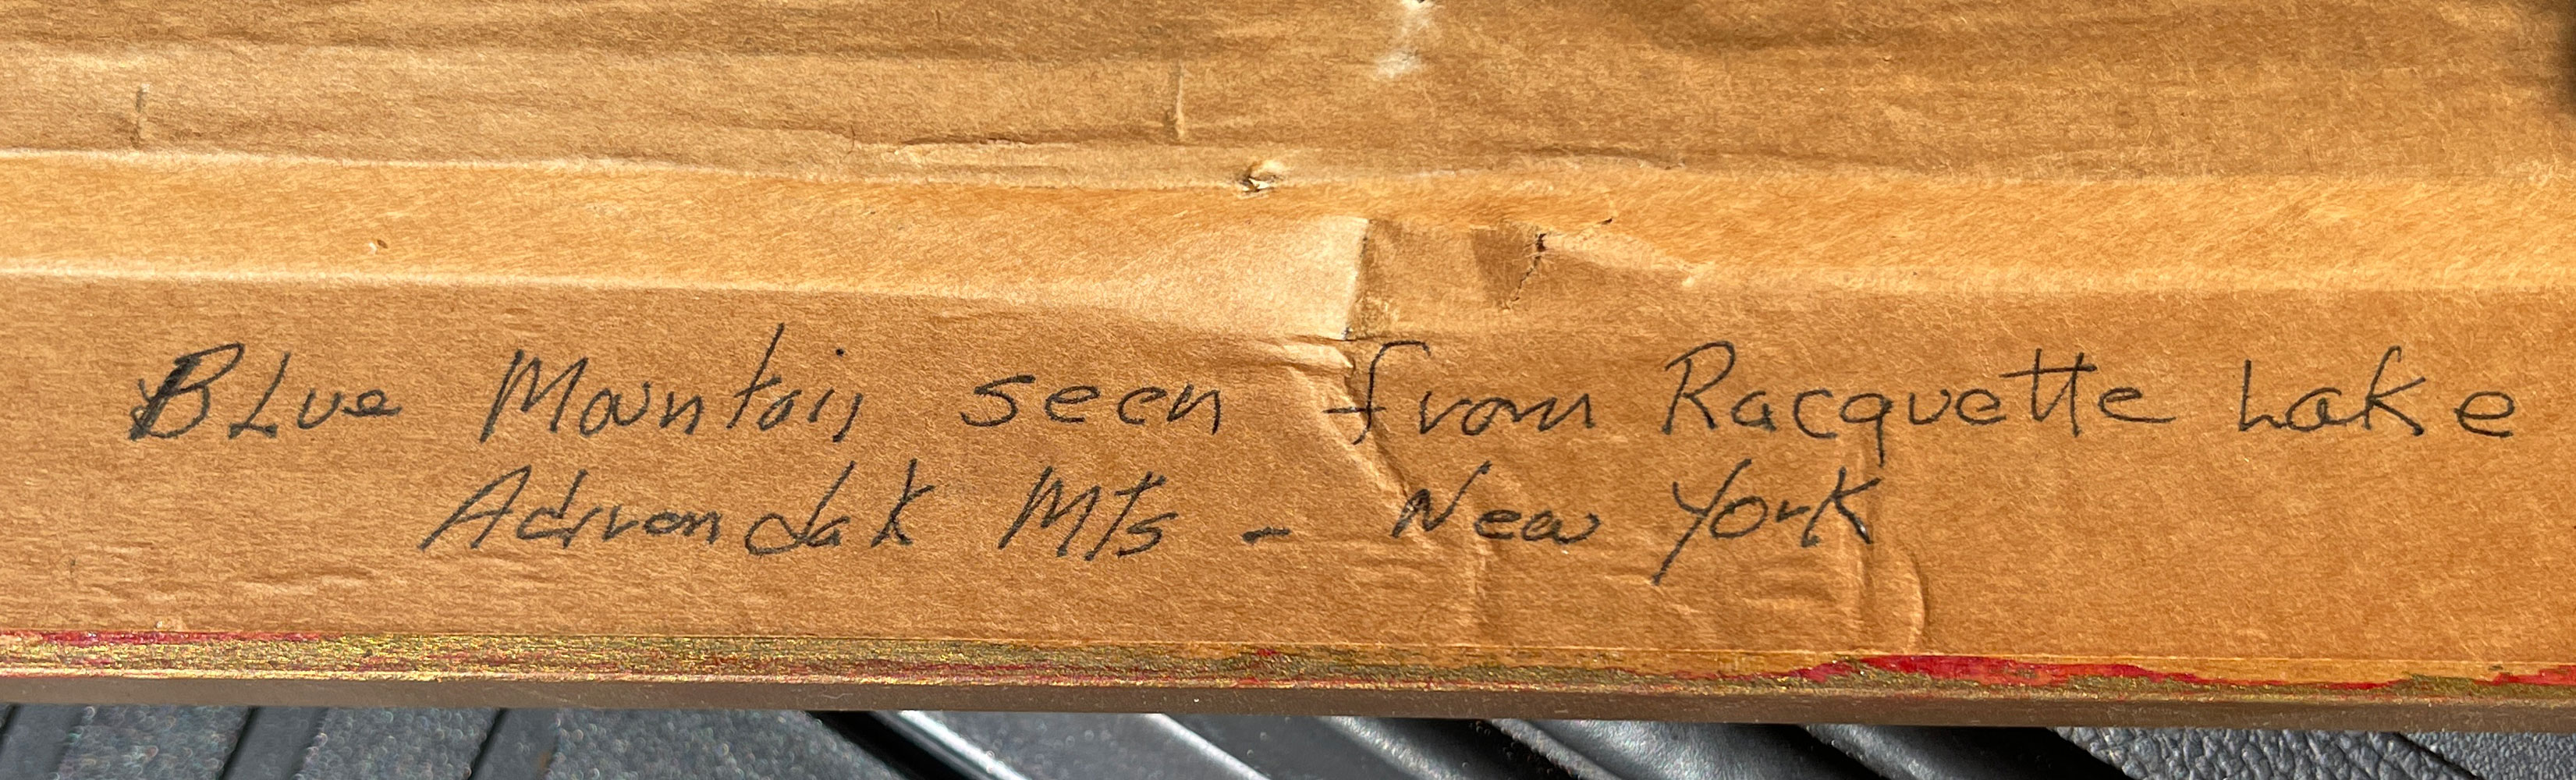 BLue Mountain seen from Racquette Lake
Adirondak Mts - New York